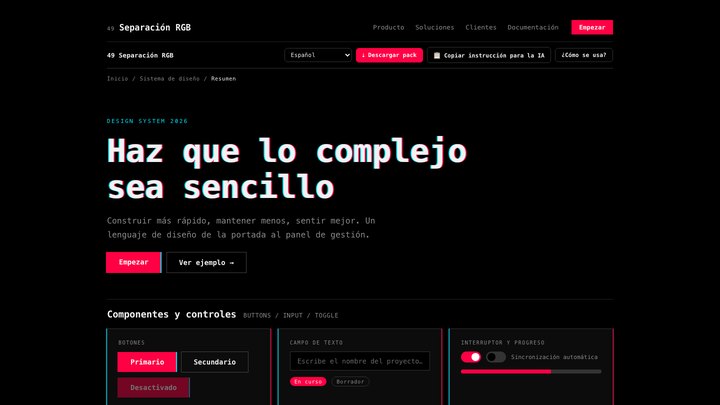 49 Separación RGB
Producto Soluciones Clientes Documentación Empezar
49 Separación RGB
Español ↓ Descargar pack 📋 Copiar instrucción para la IA ¿Cómo se usa?
Inicio / Sistema de diseño / Resumen
DESIGN SYSTEM 2026
Haz que lo complejo
sea sencillo
Construir más rápido, mantener menos, sentir mejor. Un
lenguaje de diseño de la portada al panel de gestión.
Empezar Ver ejemplo →
Componentes y controles BUTTONS / INPUT / TOGGLE
BOTONES
Primario Secundario
Desactivado
CAMPO DE TEXTO
Escribe el nombre del proyecto…
En curso Borrador
INTERRUPTOR Y PROGRESO
Sincronización automática